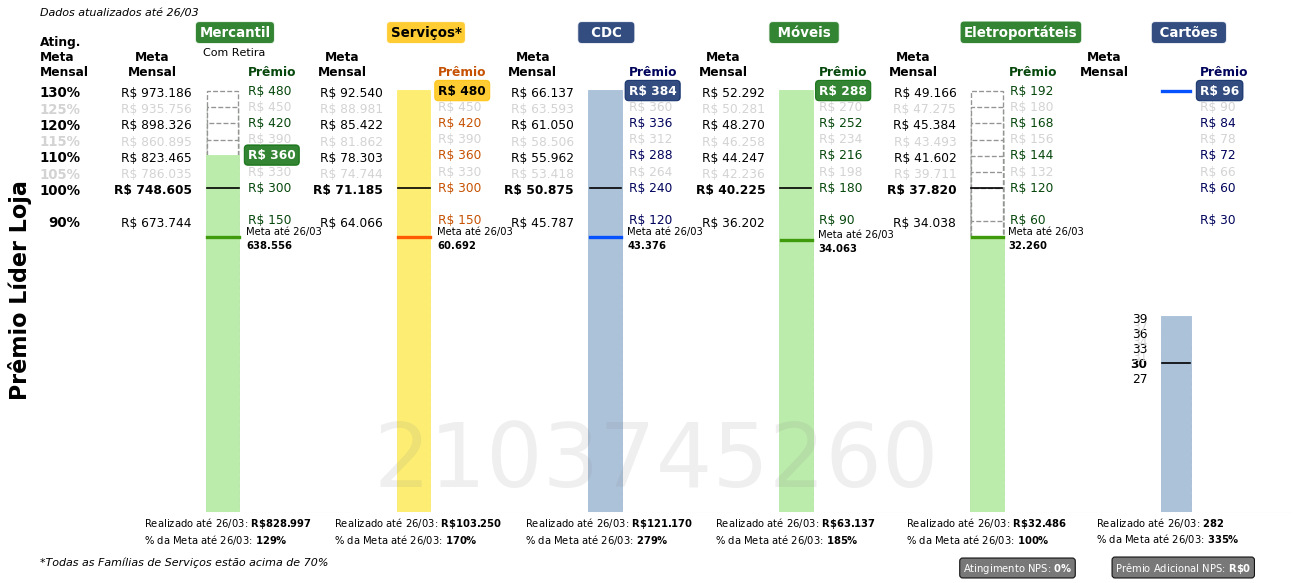 Dados atualizados até 26/03
Mercantil Serviços* CDC Móveis Eletroportáteis Cartões
Com Retira
Ating. Meta Mensal
Meta Mensal Prêmio Meta Mensal Prêmio Meta Mensal Prêmio Meta Mensal Prêmio Meta Mensal Prêmio Meta Mensal Prêmio
130% R$ 973.186 R$ 480 R$ 92.540 R$ 480 R$ 66.137 R$ 384 R$ 52.292 R$ 288 R$ 49.166 R$ 192 R$ 96
125% R$ 935.756 R$ 450 R$ 88.981 R$ 450 R$ 63.593 R$ 360 R$ 50.281 R$ 270 R$ 47.275 R$ 180 R$ 90
120% R$ 898.326 R$ 420 R$ 85.422 R$ 420 R$ 61.050 R$ 336 R$ 48.270 R$ 252 R$ 45.384 R$ 168 R$ 84
115% R$ 860.895 R$ 390 R$ 81.862 R$ 390 R$ 58.506 R$ 312 R$ 46.258 R$ 234 R$ 43.493 R$ 156 R$ 78
110% R$ 823.465 R$ 360 R$ 78.303 R$ 360 R$ 55.962 R$ 288 R$ 44.247 R$ 216 R$ 41.602 R$ 144 R$ 72
105% R$ 786.035 R$ 330 R$ 74.744 R$ 330 R$ 53.418 R$ 264 R$ 42.236 R$ 198 R$ 39.711 R$ 132 R$ 66
100% R$ 748.605 R$ 300 R$ 71.185 R$ 300 R$ 50.875 R$ 240 R$ 40.225 R$ 180 R$ 37.820 R$ 120 R$ 60
90% R$ 673.744 R$ 150 R$ 64.066 R$ 150 R$ 45.787 R$ 120 R$ 36.202 R$ 90 R$ 34.038 R$ 60 R$ 30
Meta até 26/03 Meta até 26/03 Meta até 26/03 Meta até 26/03 Meta até 26/03
638.556 60.692 43.376 34.063 32.260
Prêmio Líder Loja
39
36
33
30
27
2103745260
Realizado até 26/03: R$828.997 Realizado até 26/03: R$103.250 Realizado até 26/03: R$121.170 Realizado até 26/03: R$63.137 Realizado até 26/03: R$32.486 Realizado até 26/03: 282
% da Meta até 26/03: 129% % da Meta até 26/03: 170% % da Meta até 26/03: 279% % da Meta até 26/03: 185% % da Meta até 26/03: 100% % da Meta até 26/03: 335%
*Todas as Famílias de Serviços estão acima de 70%
Atingimento NPS: 0% Prêmio Adicional NPS: R$0